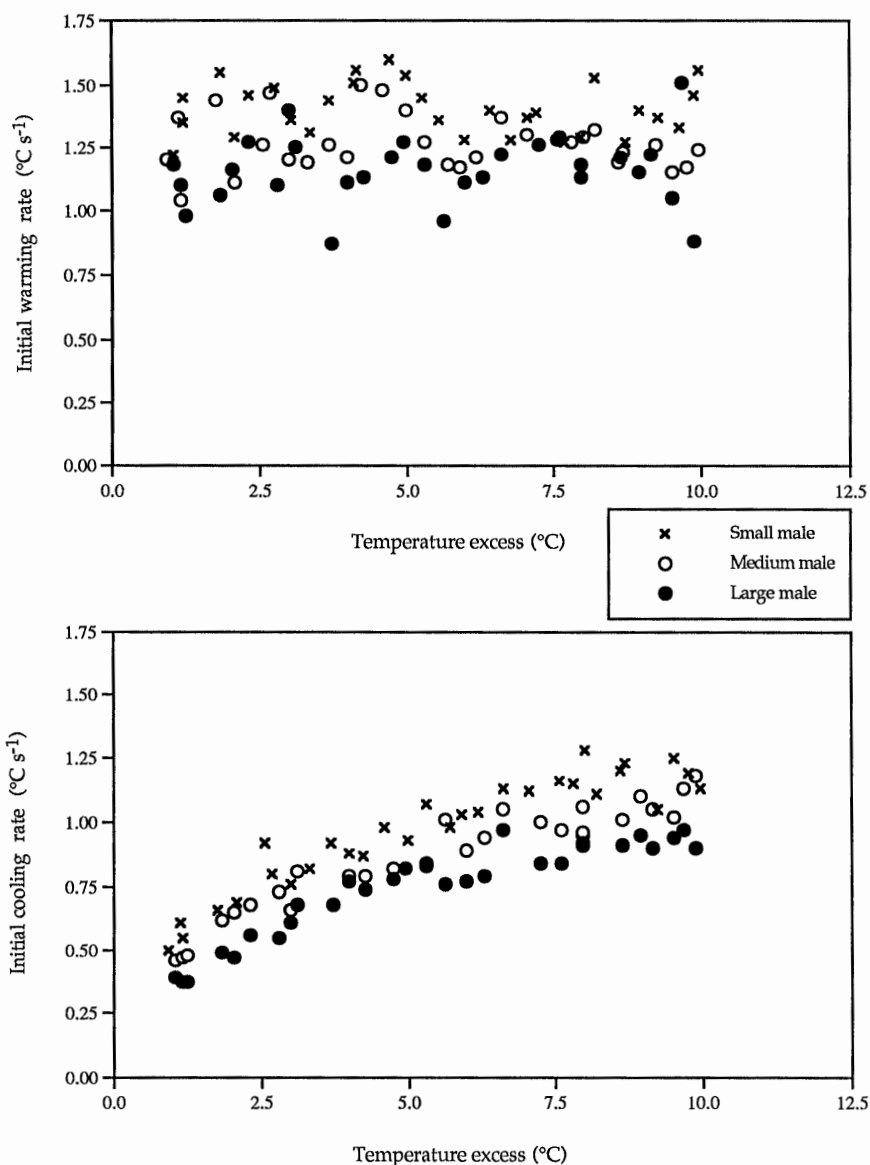 1.75
1.50
1.25
1.00
0.75
0.50
0.25
0.00
Initial warming rate (°C s⁻¹)
0.0 2.5 5.0 7.5 10.0 12.5
Temperature excess (°C)
Small male
Medium male
Large male
1.75
1.50
1.25
1.00
0.75
0.50
0.25
0.00
Initial cooling rate (°C s⁻¹)
0.0 2.5 5.0 7.5 10.0 12.5
Temperature excess (°C)